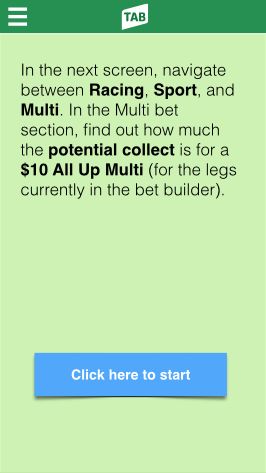 TAB
In the next screen, navigate
between Racing, Sport, and
Multi. In the Multi bet
section, find out how much
the potential collect is for a
$10 All Up Multi (for the legs
currently in the bet builder).
Click here to start